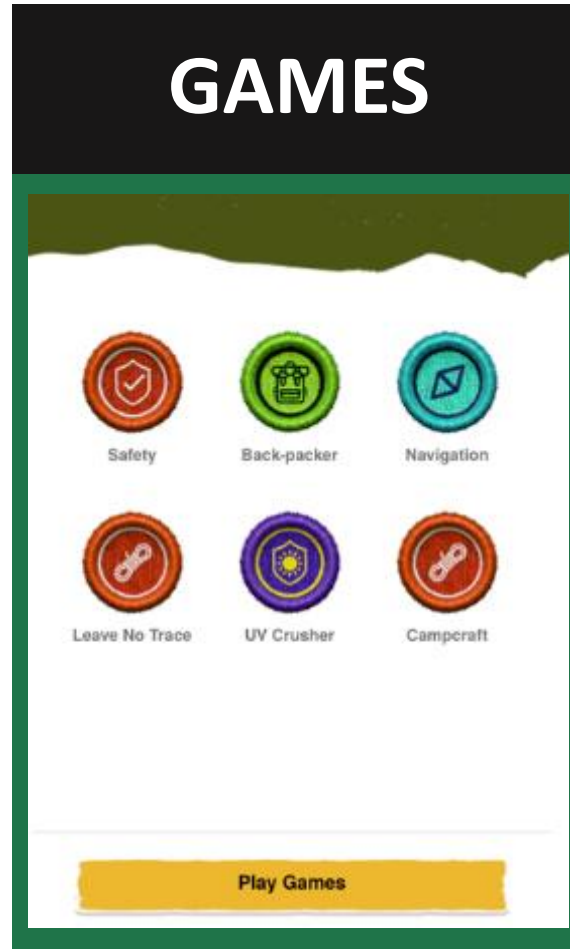 GAMES
Safety Back-packer Navigation
Leave No Trace UV Crusher Campcraft
Play Games